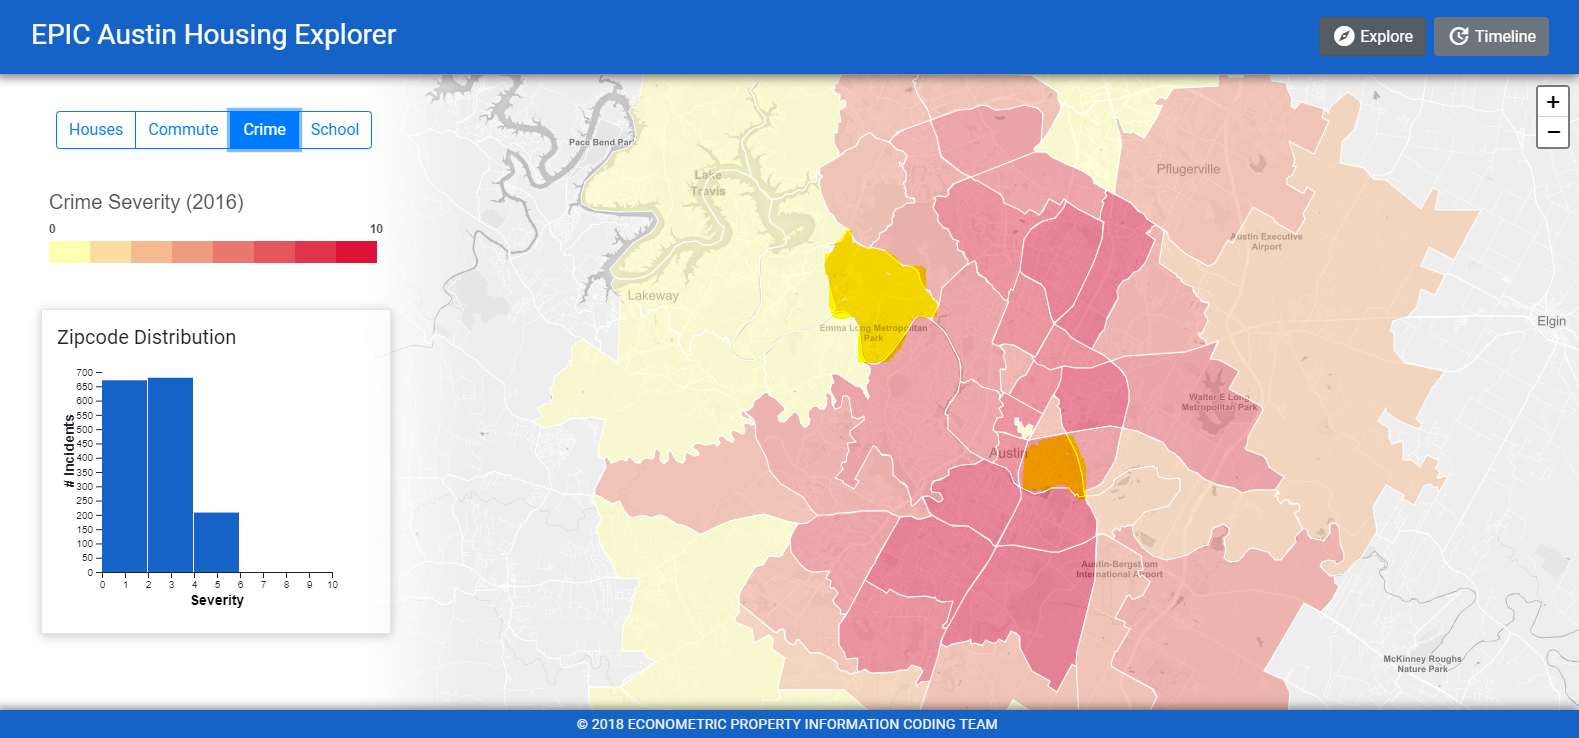 EPIC Austin Housing Explorer
Explore
Timeline
Houses
Commute
Crime
School
Crime Severity (2016)
0
10
Zipcode Distribution
700
650
600
550
500
450
400
350
300
250
200
150
100
50
0
# Incidents
0 1 2 3 4 5 6 7 8 9 10
Severity
+
−
Pace Bend Park
Lake
Travis
Lakeway
Emma Long Metropolitan
Park
Pflugerville
Austin Executive
Airport
Elgin
Walter E Long
Metropolitan Park
Austin
Austin-Bergstrom
International Airport
McKinney Roughs
Nature Park
© 2018 ECONOMETRIC PROPERTY INFORMATION CODING TEAM